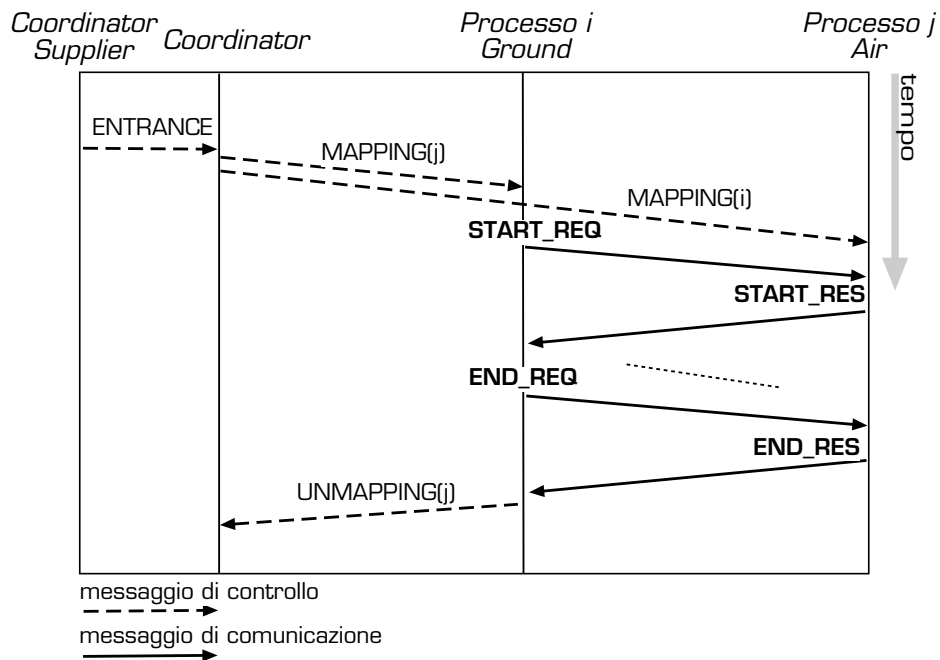 Coordinator
Supplier
Coordinator
Processo i
Ground
Processo j
Air
tempo
ENTRANCE
MAPPING(j)
MAPPING(i)
START_REQ
START_RES
END_REQ
END_RES
UNMAPPING(j)
messaggio di controllo
messaggio di comunicazione